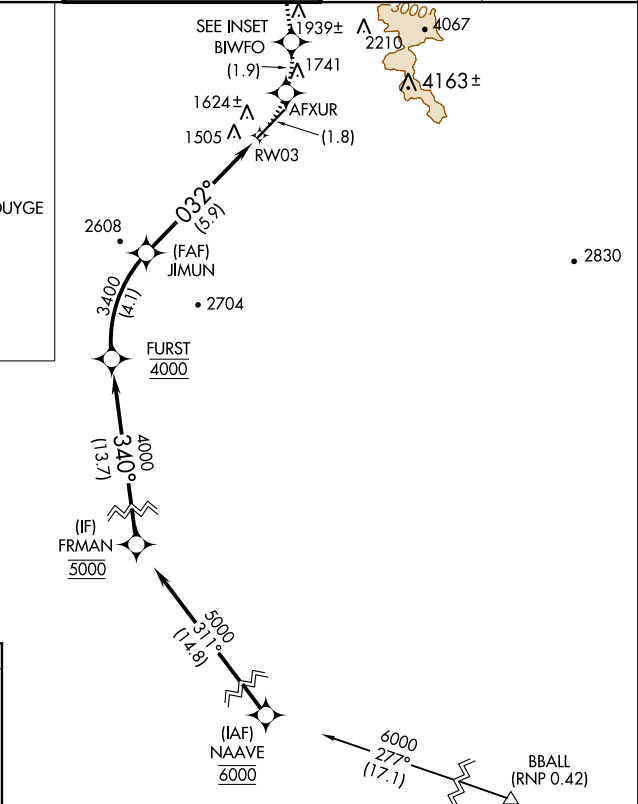 3000
SEE INSET
BIWFO
1939±
2210
4067
(1.9)
1741
4163±
1624±
AFXUR
1505
(1.8)
RW03
032°
(5.9)
2608
(FAF)
JIMUN
2830
3400
(4.1)
2704
FURST
4000
4000
340°
(13.7)
(IF)
FRMAN
5000
5000
311°
(14.8)
(IAF)
NAAVE
6000
6000
277°
(17.1)
BBALL
(RNP 0.42)